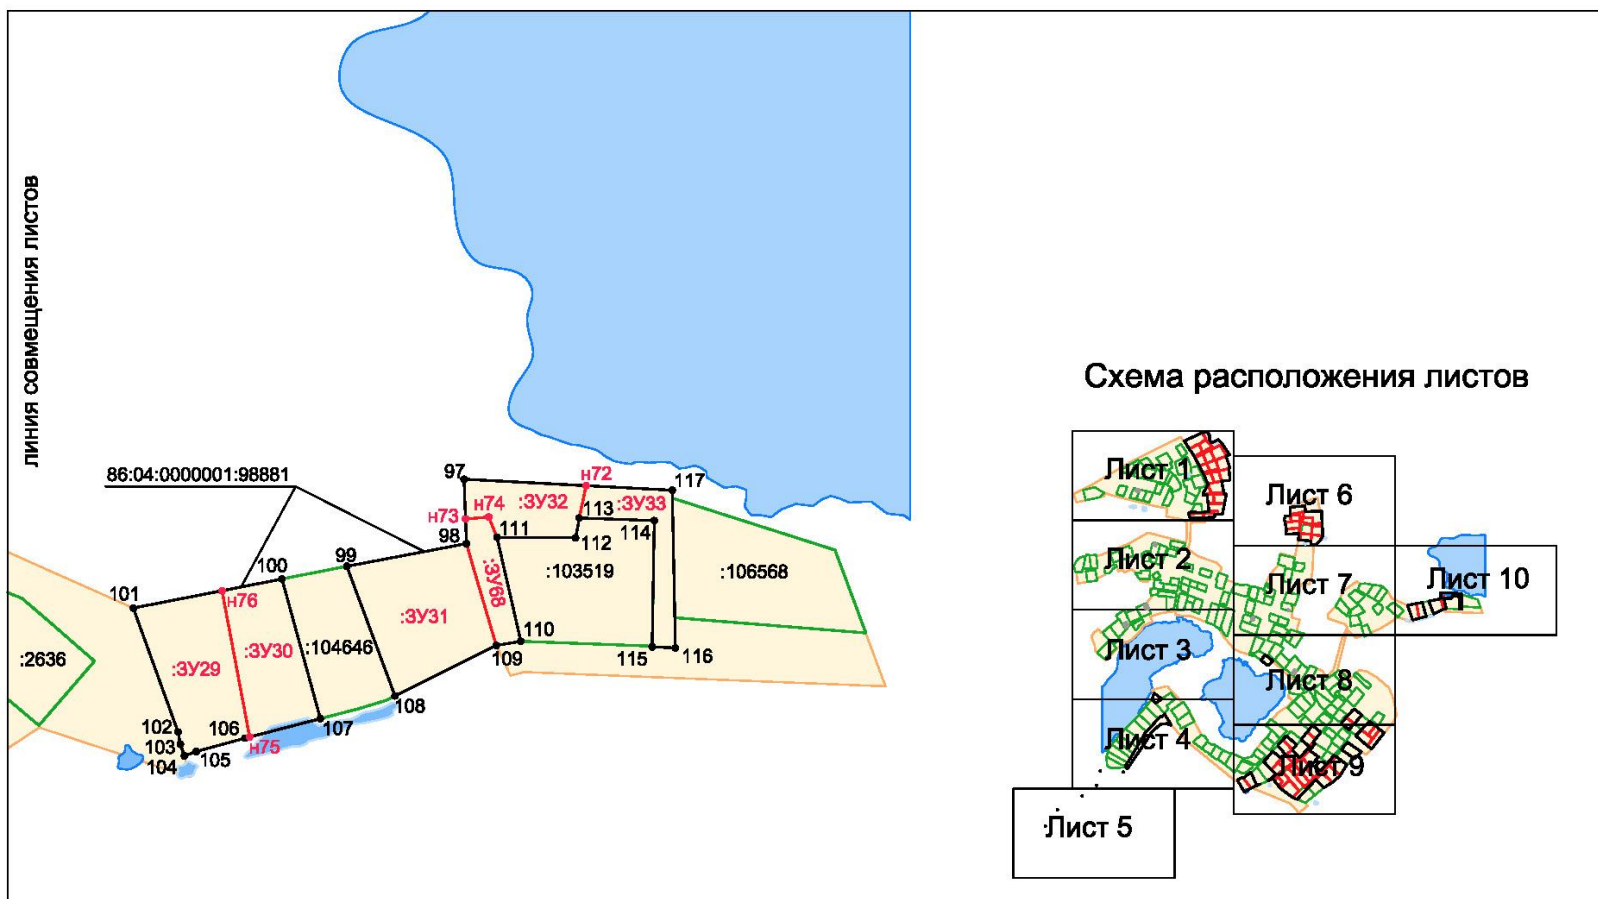 линия совмещения листов
86:04:0000001:98881
97
н72
117
н73
н74
:ЗУ32
:ЗУ33
113
114
111
112
98
99
100
н76
101
:ЗУ68
:103519
:106568
:ЗУ31
:104646
:ЗУ30
:ЗУ29
:2636
110
109
115
116
108
107
102
103
104
105
106
н75
Схема расположения листов
Лист 1
Лист 6
Лист 2
Лист 7
Лист 10
Лист 3
Лист 8
Лист 4
Лист 9
Лист 5